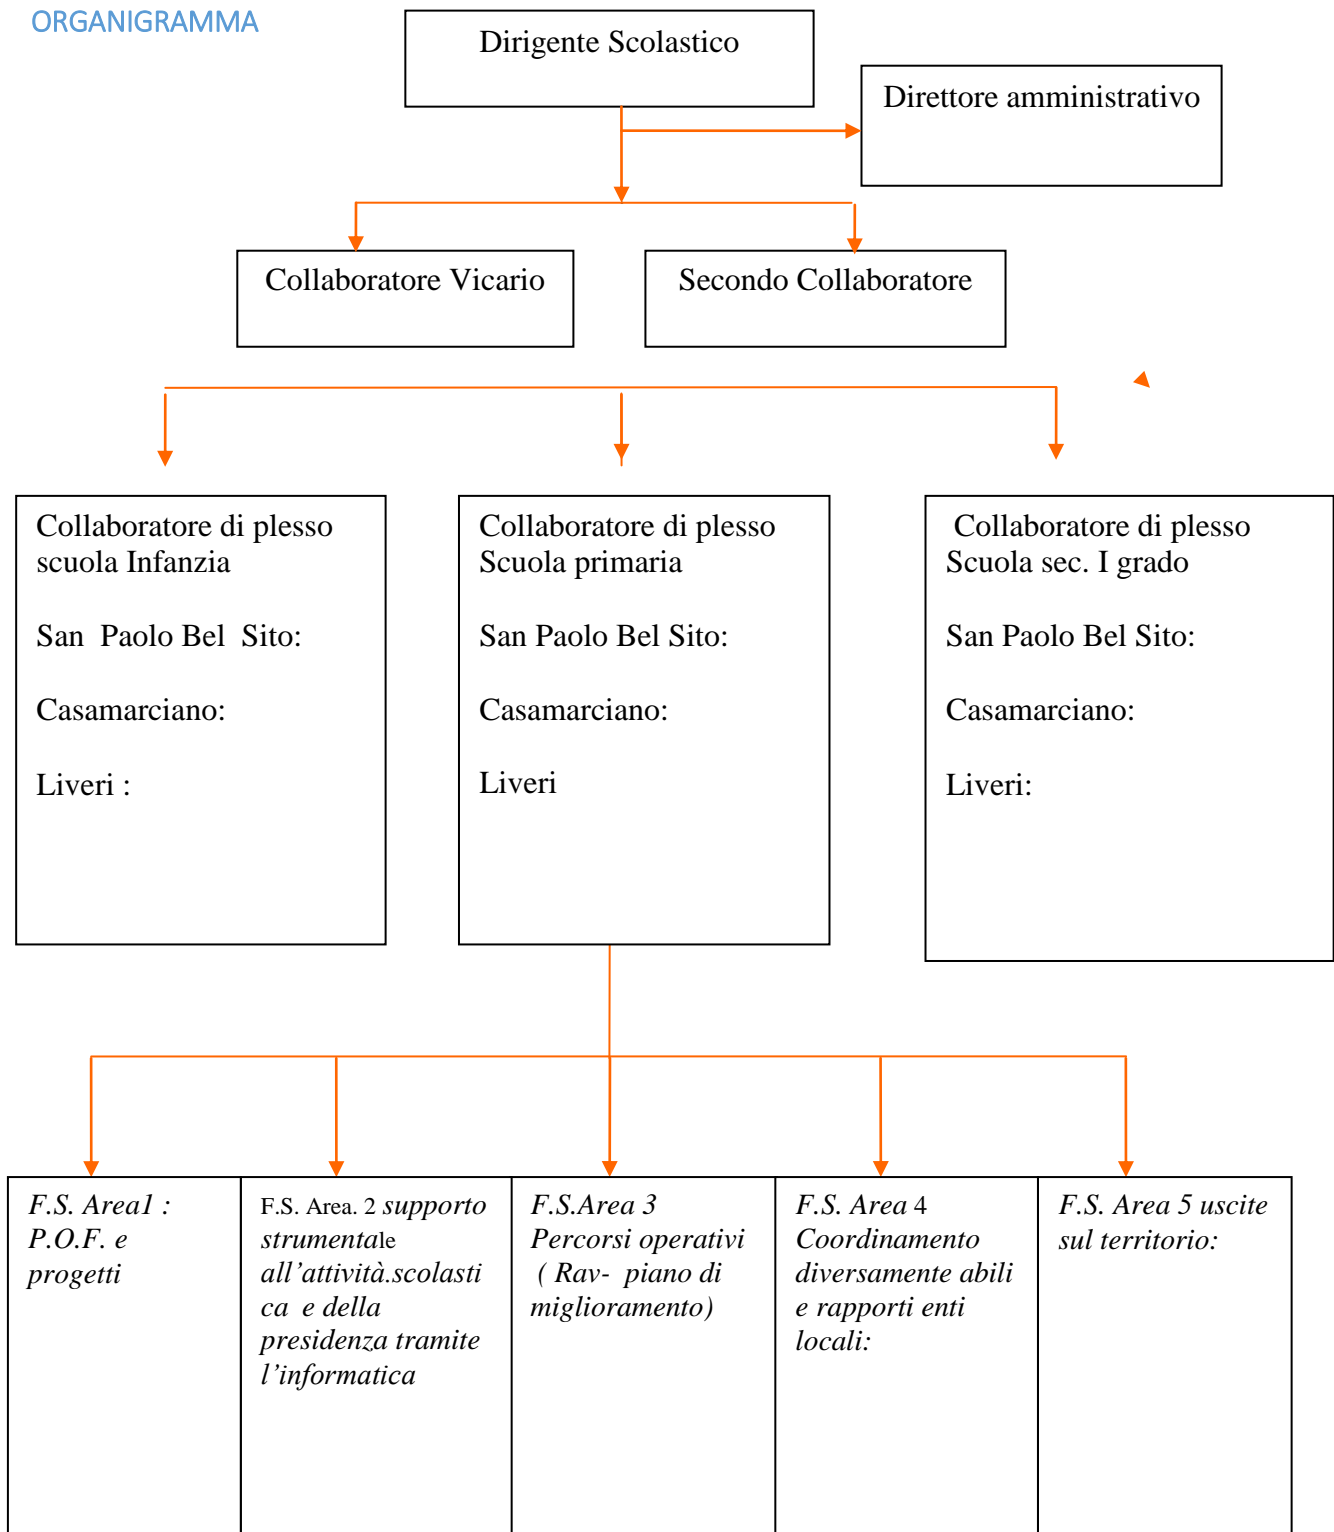 ORGANIGRAMMA
Dirigente Scolastico
Direttore amministrativo
Collaboratore Vicario
Secondo Collaboratore
Collaboratore di plesso
scuola Infanzia
San Paolo Bel Sito:
Casamarciano:
Liveri :
Collaboratore di plesso
Scuola primaria
San Paolo Bel Sito:
Casamarciano:
Liveri
Collaboratore di plesso
Scuola sec. I grado
San Paolo Bel Sito:
Casamarciano:
Liveri:
F.S. Area1 :
P.O.F. e
progetti
F.S. Area. 2 supporto
strumentale
all’attività.scolasti
ca e della
presidenza tramite
l’informatica
F.S.Area 3
Percorsi operativi
( Rav- piano di
miglioramento)
F.S. Area 4
Coordinamento
diversamente abili
e rapporti enti
locali:
F.S. Area 5 uscite
sul territorio: